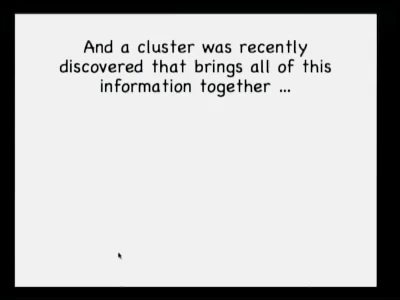 And a cluster was recently
discovered that brings all of this
information together ...